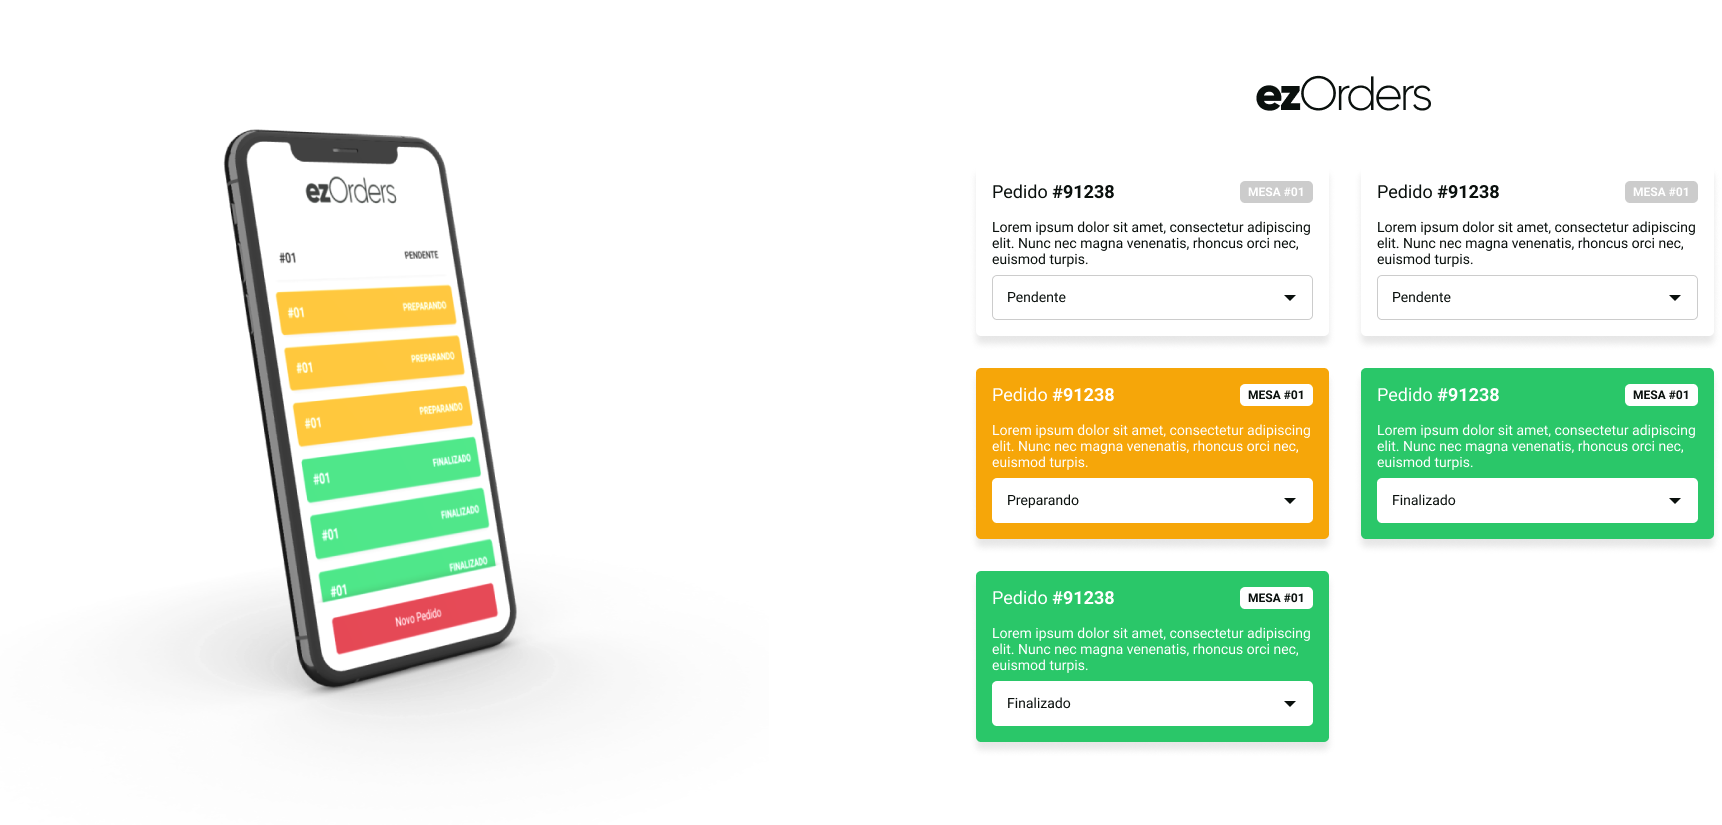 ezOrders
#01 PENDENTE
#01 PREPARANDO
#01 PREPARANDO
#01 PREPARANDO
#01 FINALIZADO
#01 FINALIZADO
#01 FINALIZADO
Novo Pedido
ezOrders
Pedido #91238 MESA #01
Lorem ipsum dolor sit amet, consectetur adipiscing
elit. Nunc nec magna venenatis, rhoncus orci nec,
euismod turpis.
Pendente
Pedido #91238 MESA #01
Lorem ipsum dolor sit amet, consectetur adipiscing
elit. Nunc nec magna venenatis, rhoncus orci nec,
euismod turpis.
Pendente
Pedido #91238 MESA #01
Lorem ipsum dolor sit amet, consectetur adipiscing
elit. Nunc nec magna venenatis, rhoncus orci nec,
euismod turpis.
Preparando
Pedido #91238 MESA #01
Lorem ipsum dolor sit amet, consectetur adipiscing
elit. Nunc nec magna venenatis, rhoncus orci nec,
euismod turpis.
Finalizado
Pedido #91238 MESA #01
Lorem ipsum dolor sit amet, consectetur adipiscing
elit. Nunc nec magna venenatis, rhoncus orci nec,
euismod turpis.
Finalizado